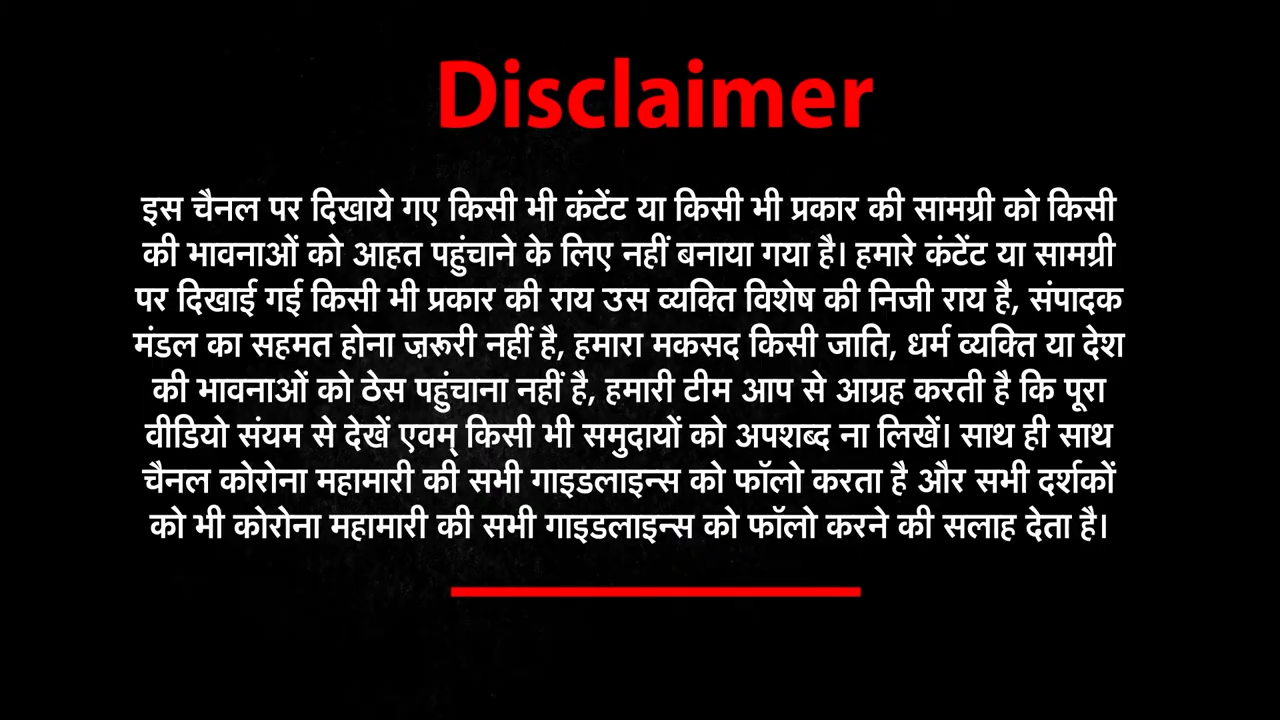 Disclaimer
इस चैनल पर दिखाये गए किसी भी कंटेंट या किसी भी प्रकार की सामग्री को किसी
की भावनाओं को आहत पहुंचाने के लिए नहीं बनाया गया है। हमारे कंटेंट या सामग्री
पर दिखाई गई किसी भी प्रकार की राय उस व्यक्ति विशेष की निजी राय है, संपादक
मंडल का सहमत होना ज़रूरी नहीं है, हमारा मकसद किसी जाति, धर्म व्यक्ति या देश
की भावनाओं को ठेस पहुंचाना नहीं है, हमारी टीम आप से आग्रह करती है कि पूरा
वीडियो संयम से देखें एवम् किसी भी समुदायों को अपशब्द ना लिखें। साथ ही साथ
चैनल कोरोना महामारी की सभी गाइडलाइन्स को फॉलो करता है और सभी दर्शकों
को भी कोरोना महामारी की सभी गाइडलाइन्स को फॉलो करने की सलाह देता है।